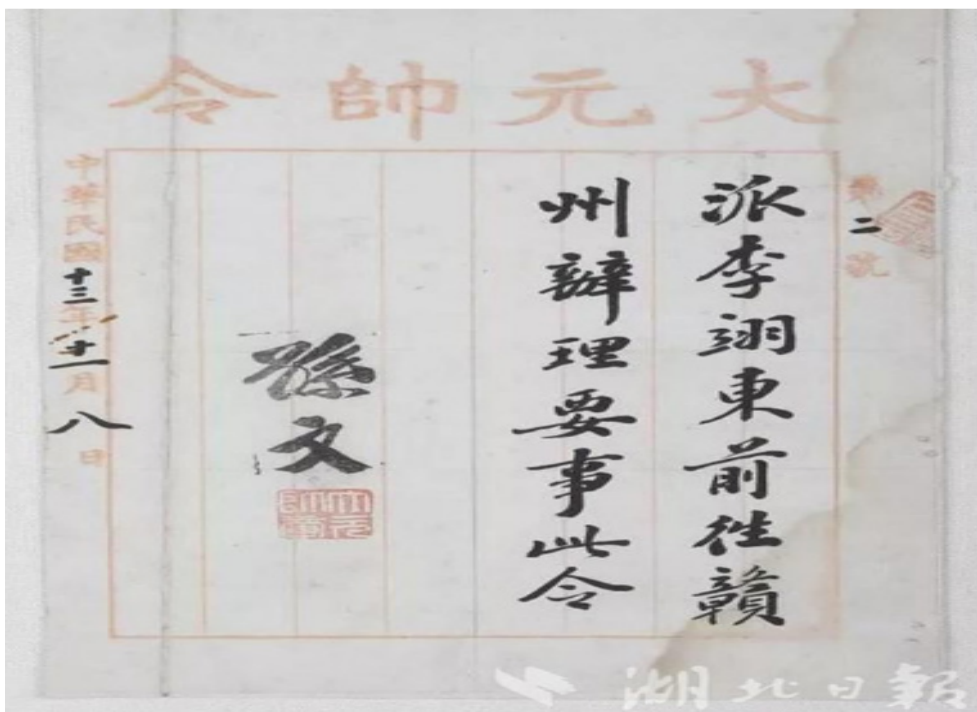 大元帥令
第二號
派李翊東前往贛
州辦理要事此令
孫文
中華民國十三年十一月八日
湖北日報